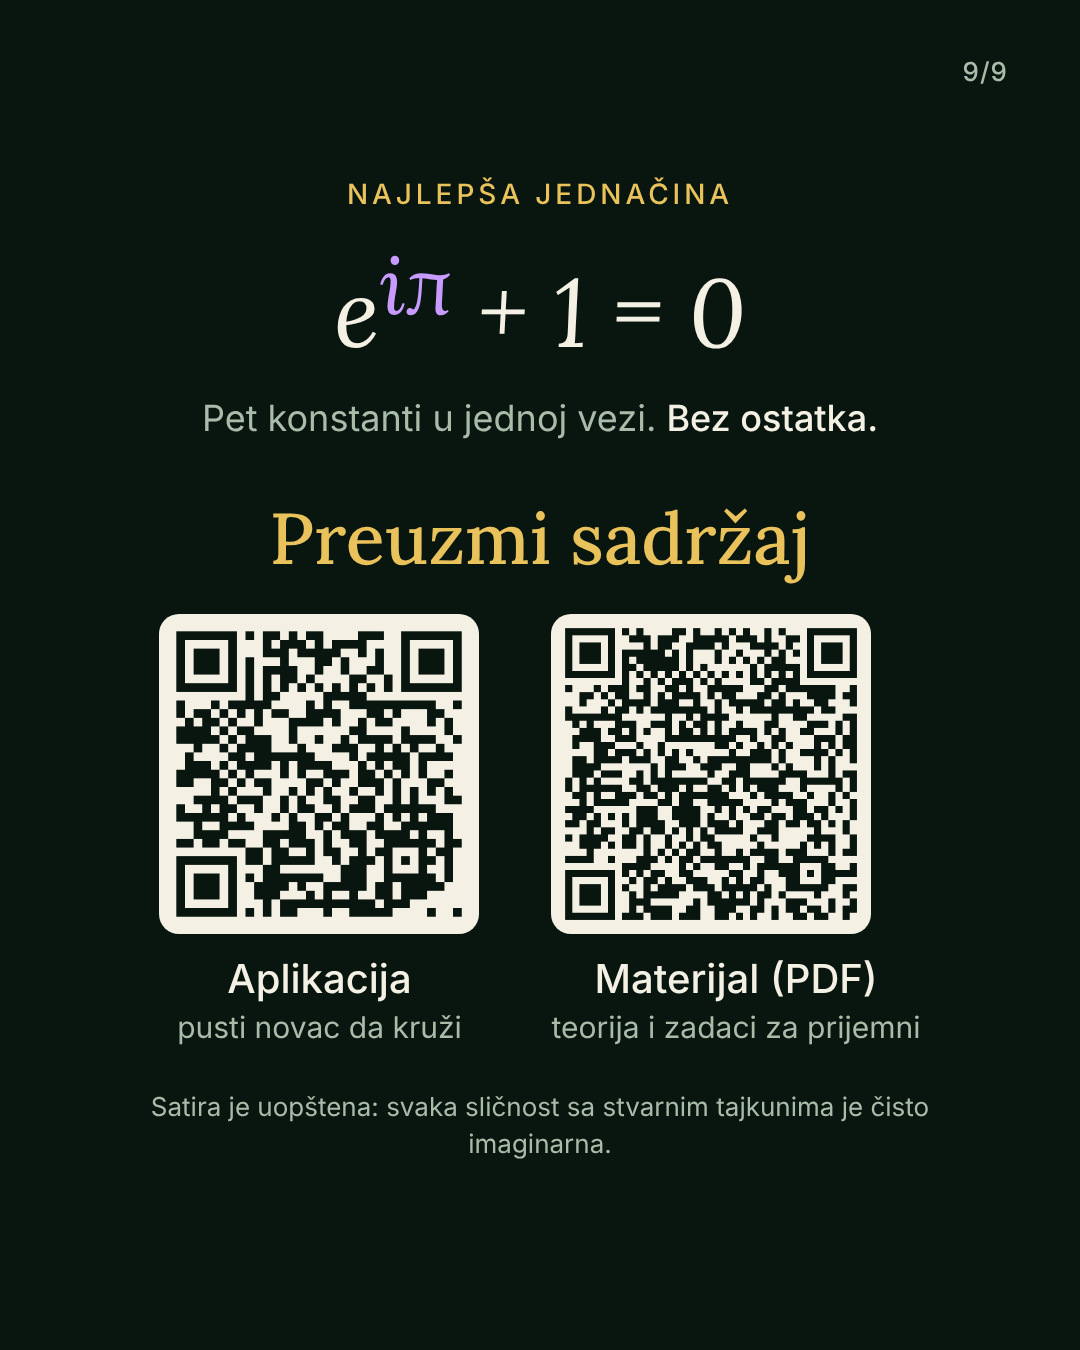 9/9
NAJLEPŠA JEDNAČINA
e^{iπ} + 1 = 0
Pet konstanti u jednoj vezi. Bez ostatka.
Preuzmi sadržaj
Aplikacija
pusti novac da kruži
Materijal (PDF)
teorija i zadaci za prijemni
Satira je uopštena: svaka sličnost sa stvarnim tajkunima je čisto
imaginarna.